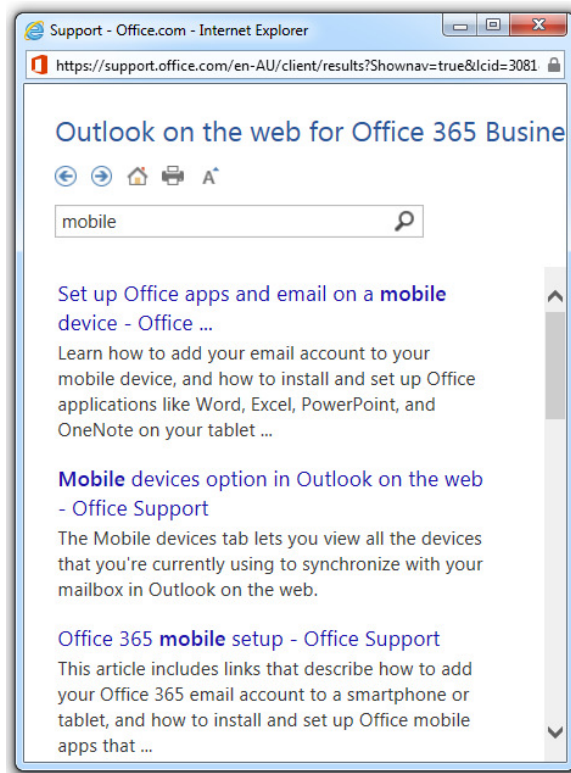 Support - Office.com - Internet Explorer
https://support.office.com/en-AU/client/results?Shownav=true&lcid=3081
Outlook on the web for Office 365 Busine
A
mobile
Set up Office apps and email on a mobile
device - Office ...
Learn how to add your email account to your
mobile device, and how to install and set up Office
applications like Word, Excel, PowerPoint, and
OneNote on your tablet ...
Mobile devices option in Outlook on the web
- Office Support
The Mobile devices tab lets you view all the devices
that you're currently using to synchronize with your
mailbox in Outlook on the web.
Office 365 mobile setup - Office Support
This article includes links that describe how to add
your Office 365 email account to a smartphone or
tablet, and how to install and set up Office mobile
apps that ...